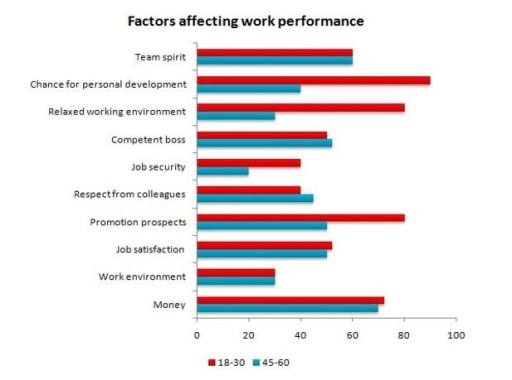 Factors affecting work performance
Team spirit
Chance for personal development
Relaxed working environment
Competent boss
Job security
Respect from colleagues
Promotion prospects
Job satisfaction
Work environment
Money
0 20 40 60 80 100
18-30 45-60